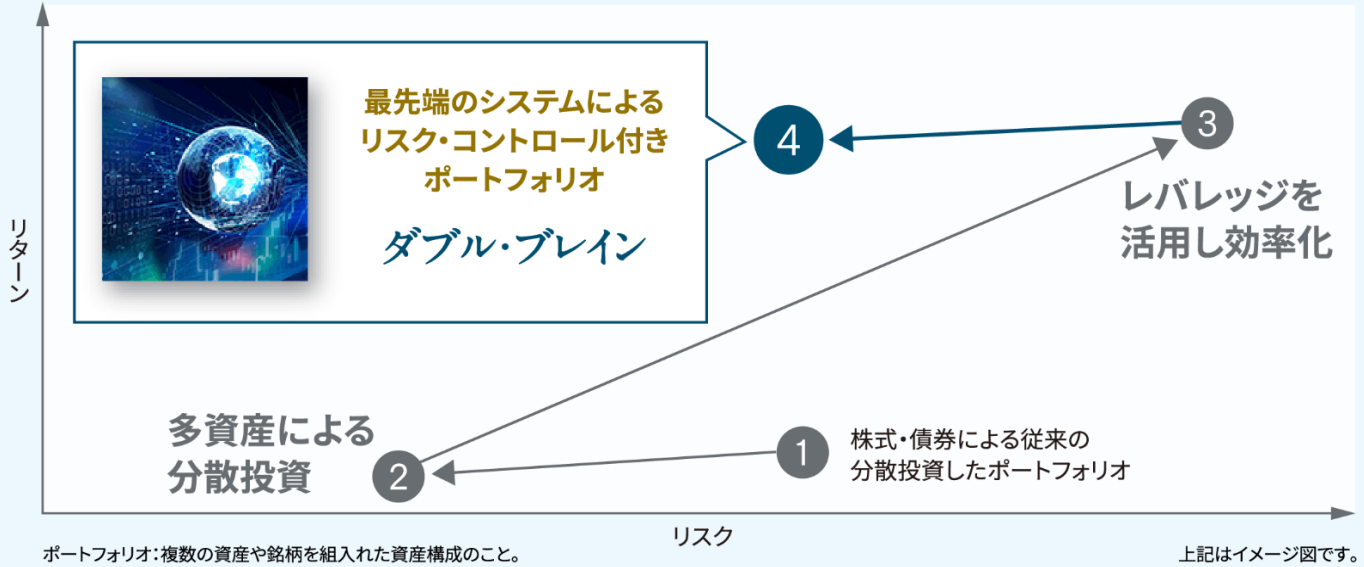 リターン
最先端のシステムによる
リスク・コントロール付き
ポートフォリオ
ダブル・ブレイン
4
3
レバレッジを
活用し効率化
多資産による
分散投資
2
1
株式・債券による従来の
分散投資したポートフォリオ
リスク
ポートフォリオ：複数の資産や銘柄を組入れた資産構成のこと。
上記はイメージ図です。